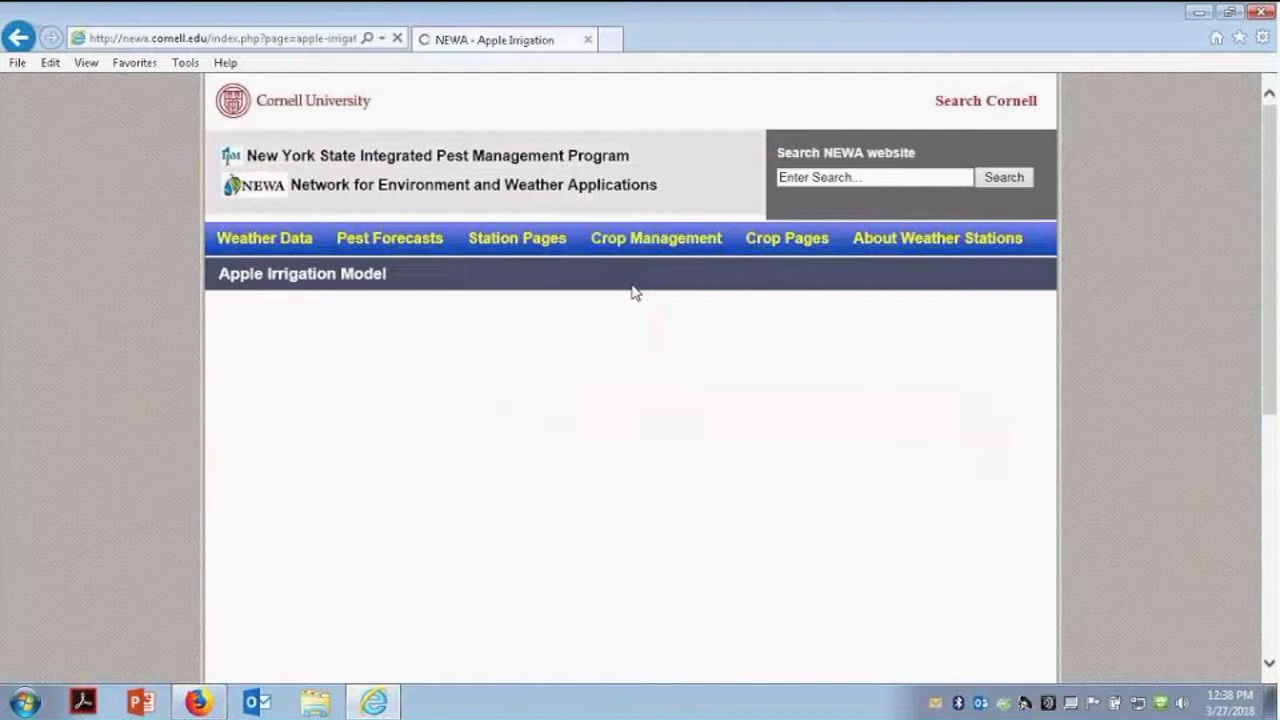 http://newa.cornell.edu/index.php?page=apple-irrigat
NEWA - Apple Irrigation
File Edit View Favorites Tools Help
Cornell University
Search Cornell
New York State Integrated Pest Management Program
NEWA Network for Environment and Weather Applications
Search NEWA website
Enter Search...
Search
Weather Data Pest Forecasts Station Pages Crop Management Crop Pages About Weather Stations
Apple Irrigation Model
12:38 PM
3/27/2018